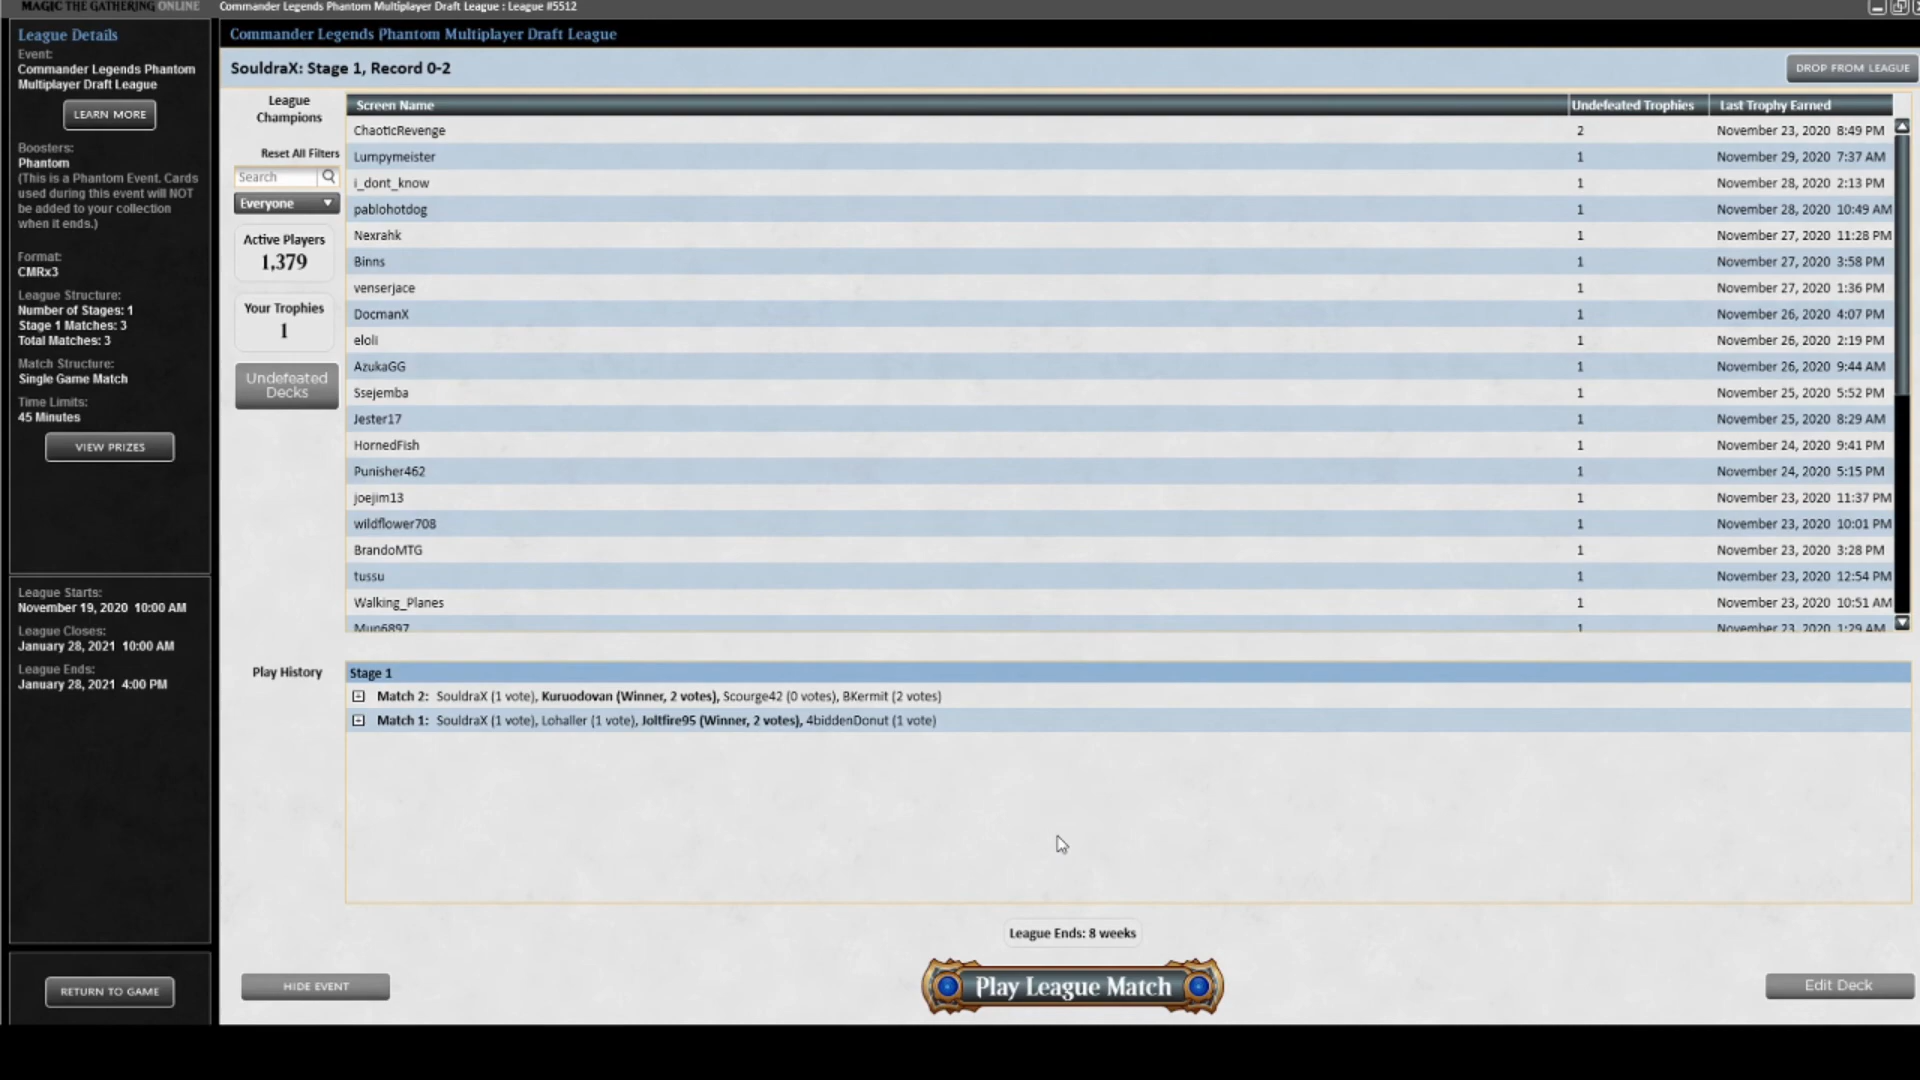 MAGIC THE GATHERING ONLINE
Commander Legends Phantom Multiplayer Draft League : League #5512
League Details
Event:
Commander Legends Phantom
Multiplayer Draft League
LEARN MORE
Boosters:
Phantom
(This is a Phantom Event. Cards
used during this event will NOT
be added to your collection
when it ends.)
Format:
CMRx3
League Structure:
Number of Stages: 1
Stage 1 Matches: 3
Total Matches: 3
Match Structure:
Single Game Match
Time Limits:
45 Minutes
VIEW PRIZES
League Starts:
November 19, 2020 10:00 AM
League Closes:
January 28, 2021 10:00 AM
League Ends:
January 28, 2021 4:00 PM
RETURN TO GAME
Commander Legends Phantom Multiplayer Draft League
SouldraX: Stage 1, Record 0-2
DROP FROM LEAGUE
League
Champions
Reset All Filters
Search
Everyone
Active Players
1,379
Your Trophies
1
Undefeated
Decks
Screen Name Undefeated Trophies Last Trophy Earned
ChaoticRevenge 2 November 23, 2020 8:49 PM
Lumpymeister 1 November 29, 2020 7:37 AM
i_dont_know 1 November 28, 2020 2:13 PM
pablohotdog 1 November 28, 2020 10:49 AM
Nexrahk 1 November 27, 2020 11:28 PM
Binns 1 November 27, 2020 3:58 PM
venserjace 1 November 27, 2020 1:36 PM
DocmanX 1 November 26, 2020 4:07 PM
eloli 1 November 26, 2020 2:19 PM
AzukaGG 1 November 26, 2020 9:44 AM
Ssejemba 1 November 25, 2020 5:52 PM
Jester17 1 November 25, 2020 8:29 AM
HornedFish 1 November 24, 2020 9:41 PM
Punisher462 1 November 24, 2020 5:15 PM
joejim13 1 November 23, 2020 11:37 PM
wildflower708 1 November 23, 2020 10:01 PM
BrandoMTG 1 November 23, 2020 3:28 PM
tussu 1 November 23, 2020 12:54 PM
Walking_Planes 1 November 23, 2020 10:51 AM
Mun6897 1 November 23, 2020 1:29 AM
Play History
Stage 1
Match 2: SouldraX (1 vote), Kuruodovan (Winner, 2 votes), Scourge42 (0 votes), BKermit (2 votes)
Match 1: SouldraX (1 vote), Lohaller (1 vote), Joltfire95 (Winner, 2 votes), 4biddenDonut (1 vote)
League Ends: 8 weeks
HIDE EVENT
Play League Match
Edit Deck